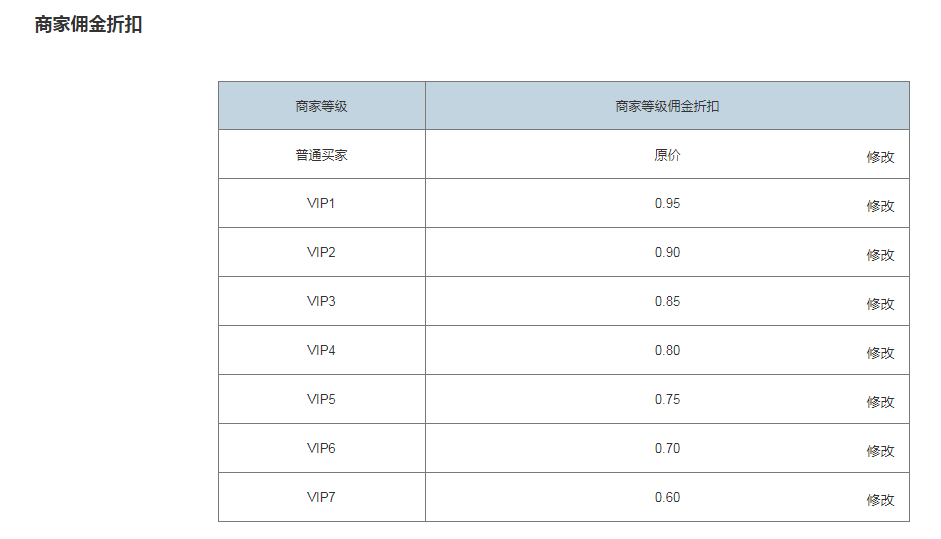 商家佣金折扣
商家等级 商家等级佣金折扣
普通买家 原价 修改
VIP1 0.95 修改
VIP2 0.90 修改
VIP3 0.85 修改
VIP4 0.80 修改
VIP5 0.75 修改
VIP6 0.70 修改
VIP7 0.60 修改